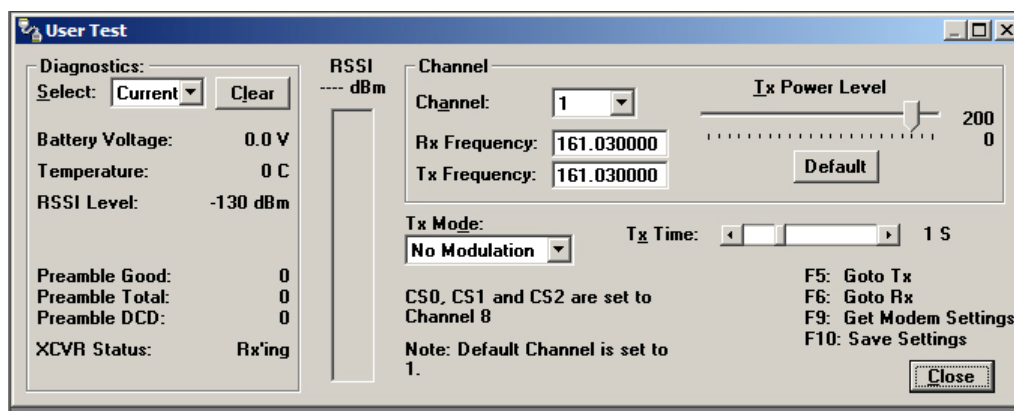 User Test
Diagnostics:
Select: Current Clear
Battery Voltage: 0.0 V
Temperature: 0 C
RSSI Level: -130 dBm
Preamble Good: 0
Preamble Total: 0
Preamble DCD: 0
XCVR Status: Rx'ing
RSSI
---- dBm
Channel
Channel: 1
Rx Frequency: 161.030000
Tx Frequency: 161.030000
Tx Power Level
200
0
Default
Tx Mode:
No Modulation
Tx Time: 1 S
CS0, CS1 and CS2 are set to
Channel 8
Note: Default Channel is set to
1.
F5: Goto Tx
F6: Goto Rx
F9: Get Modem Settings
F10: Save Settings
Close